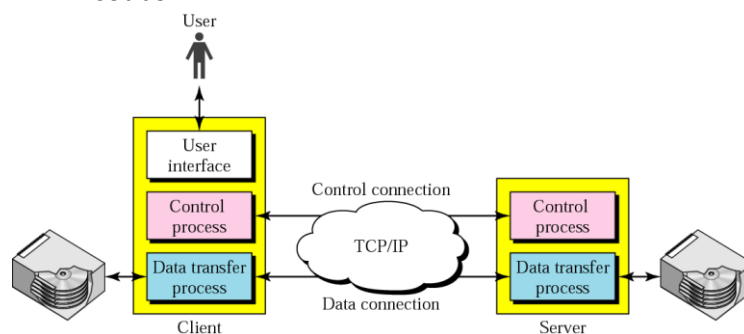 User
User
interface
Control connection
Control
process
Control
process
TCP/IP
Data transfer
process
Data transfer
process
Data connection
Client
Server